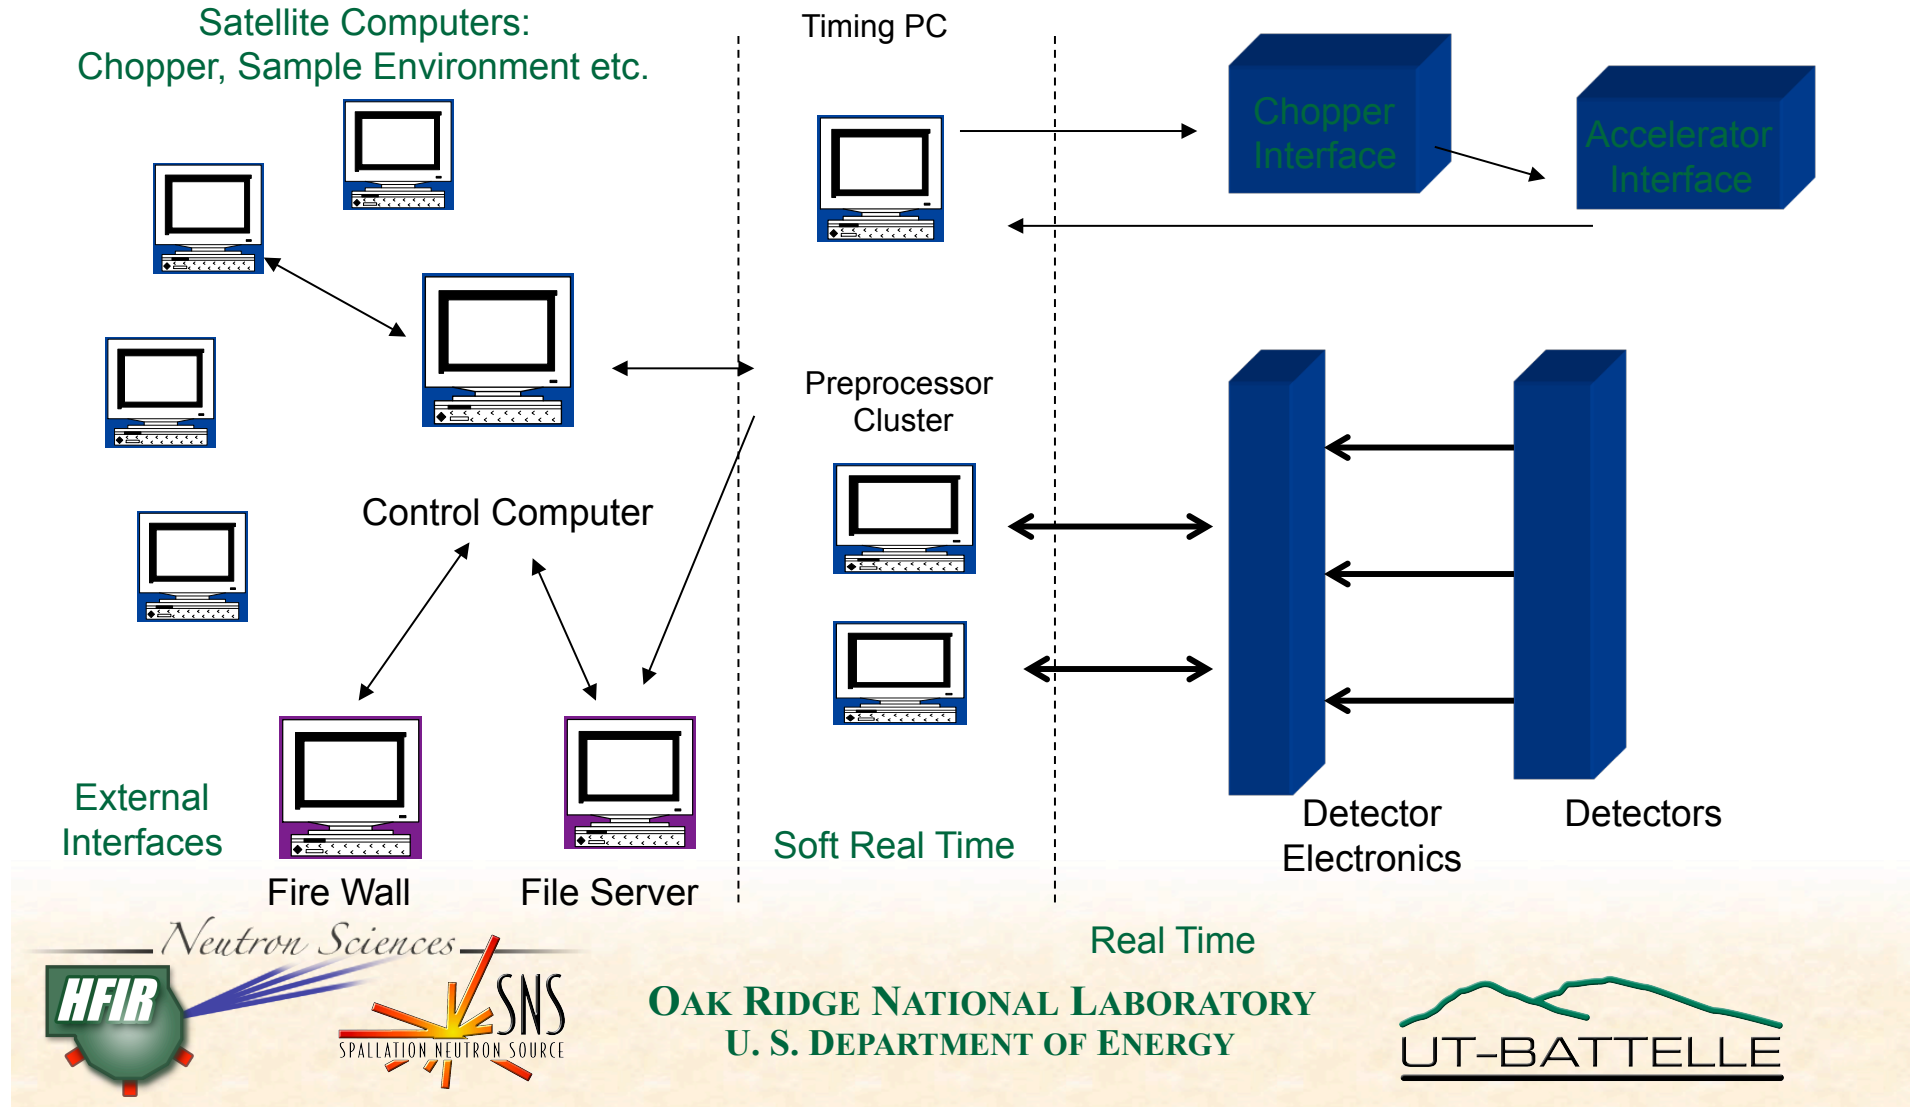 Satellite Computers:
Chopper, Sample Environment etc.
Timing PC
Chopper
Interface
Accelerator
Interface
Preprocessor
Cluster
Control Computer
External
Interfaces
Fire Wall
File Server
Soft Real Time
Detector
Electronics
Detectors
Real Time
Neutron Sciences
HFIR
SNS
SPALLATION NEUTRON SOURCE
OAK RIDGE NATIONAL LABORATORY
U. S. DEPARTMENT OF ENERGY
UT-BATTELLE